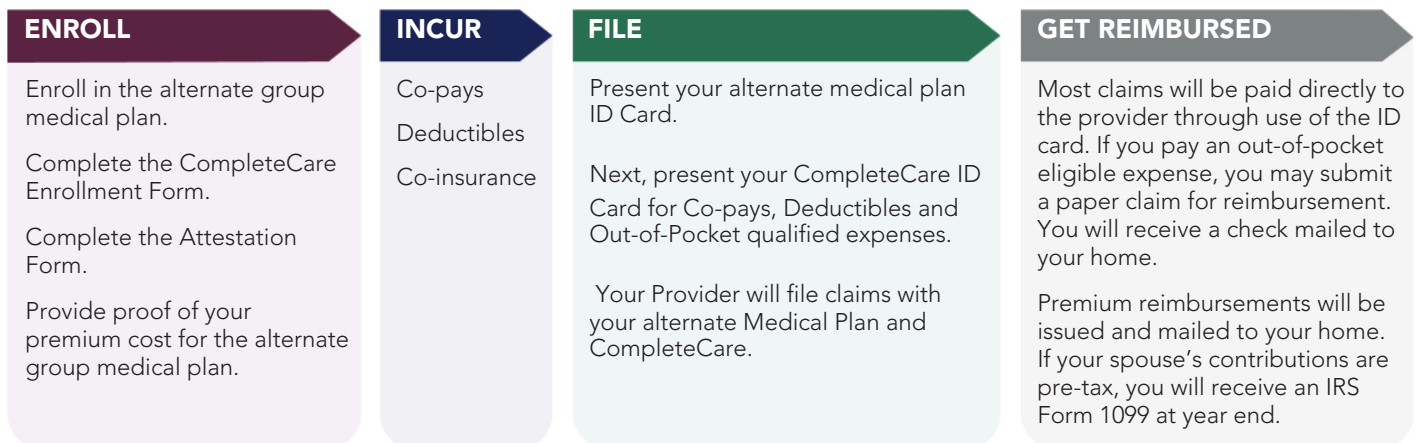 ENROLL
Enroll in the alternate group
medical plan.
Complete the CompleteCare
Enrollment Form.
Complete the Attestation
Form.
Provide proof of your
premium cost for the alternate
group medical plan.
INCUR
Co-pays
Deductibles
Co-insurance
FILE
Present your alternate medical plan
ID Card.
Next, present your CompleteCare ID
Card for Co-pays, Deductibles and
Out-of-Pocket qualified expenses.
Your Provider will file claims with
your alternate Medical Plan and
CompleteCare.
GET REIMBURSED
Most claims will be paid directly to
the provider through use of the ID
card. If you pay an out-of-pocket
eligible expense, you may submit
a paper claim for reimbursement.
You will receive a check mailed to
your home.
Premium reimbursements will be
issued and mailed to your home.
If your spouse’s contributions are
pre-tax, you will receive an IRS
Form 1099 at year end.